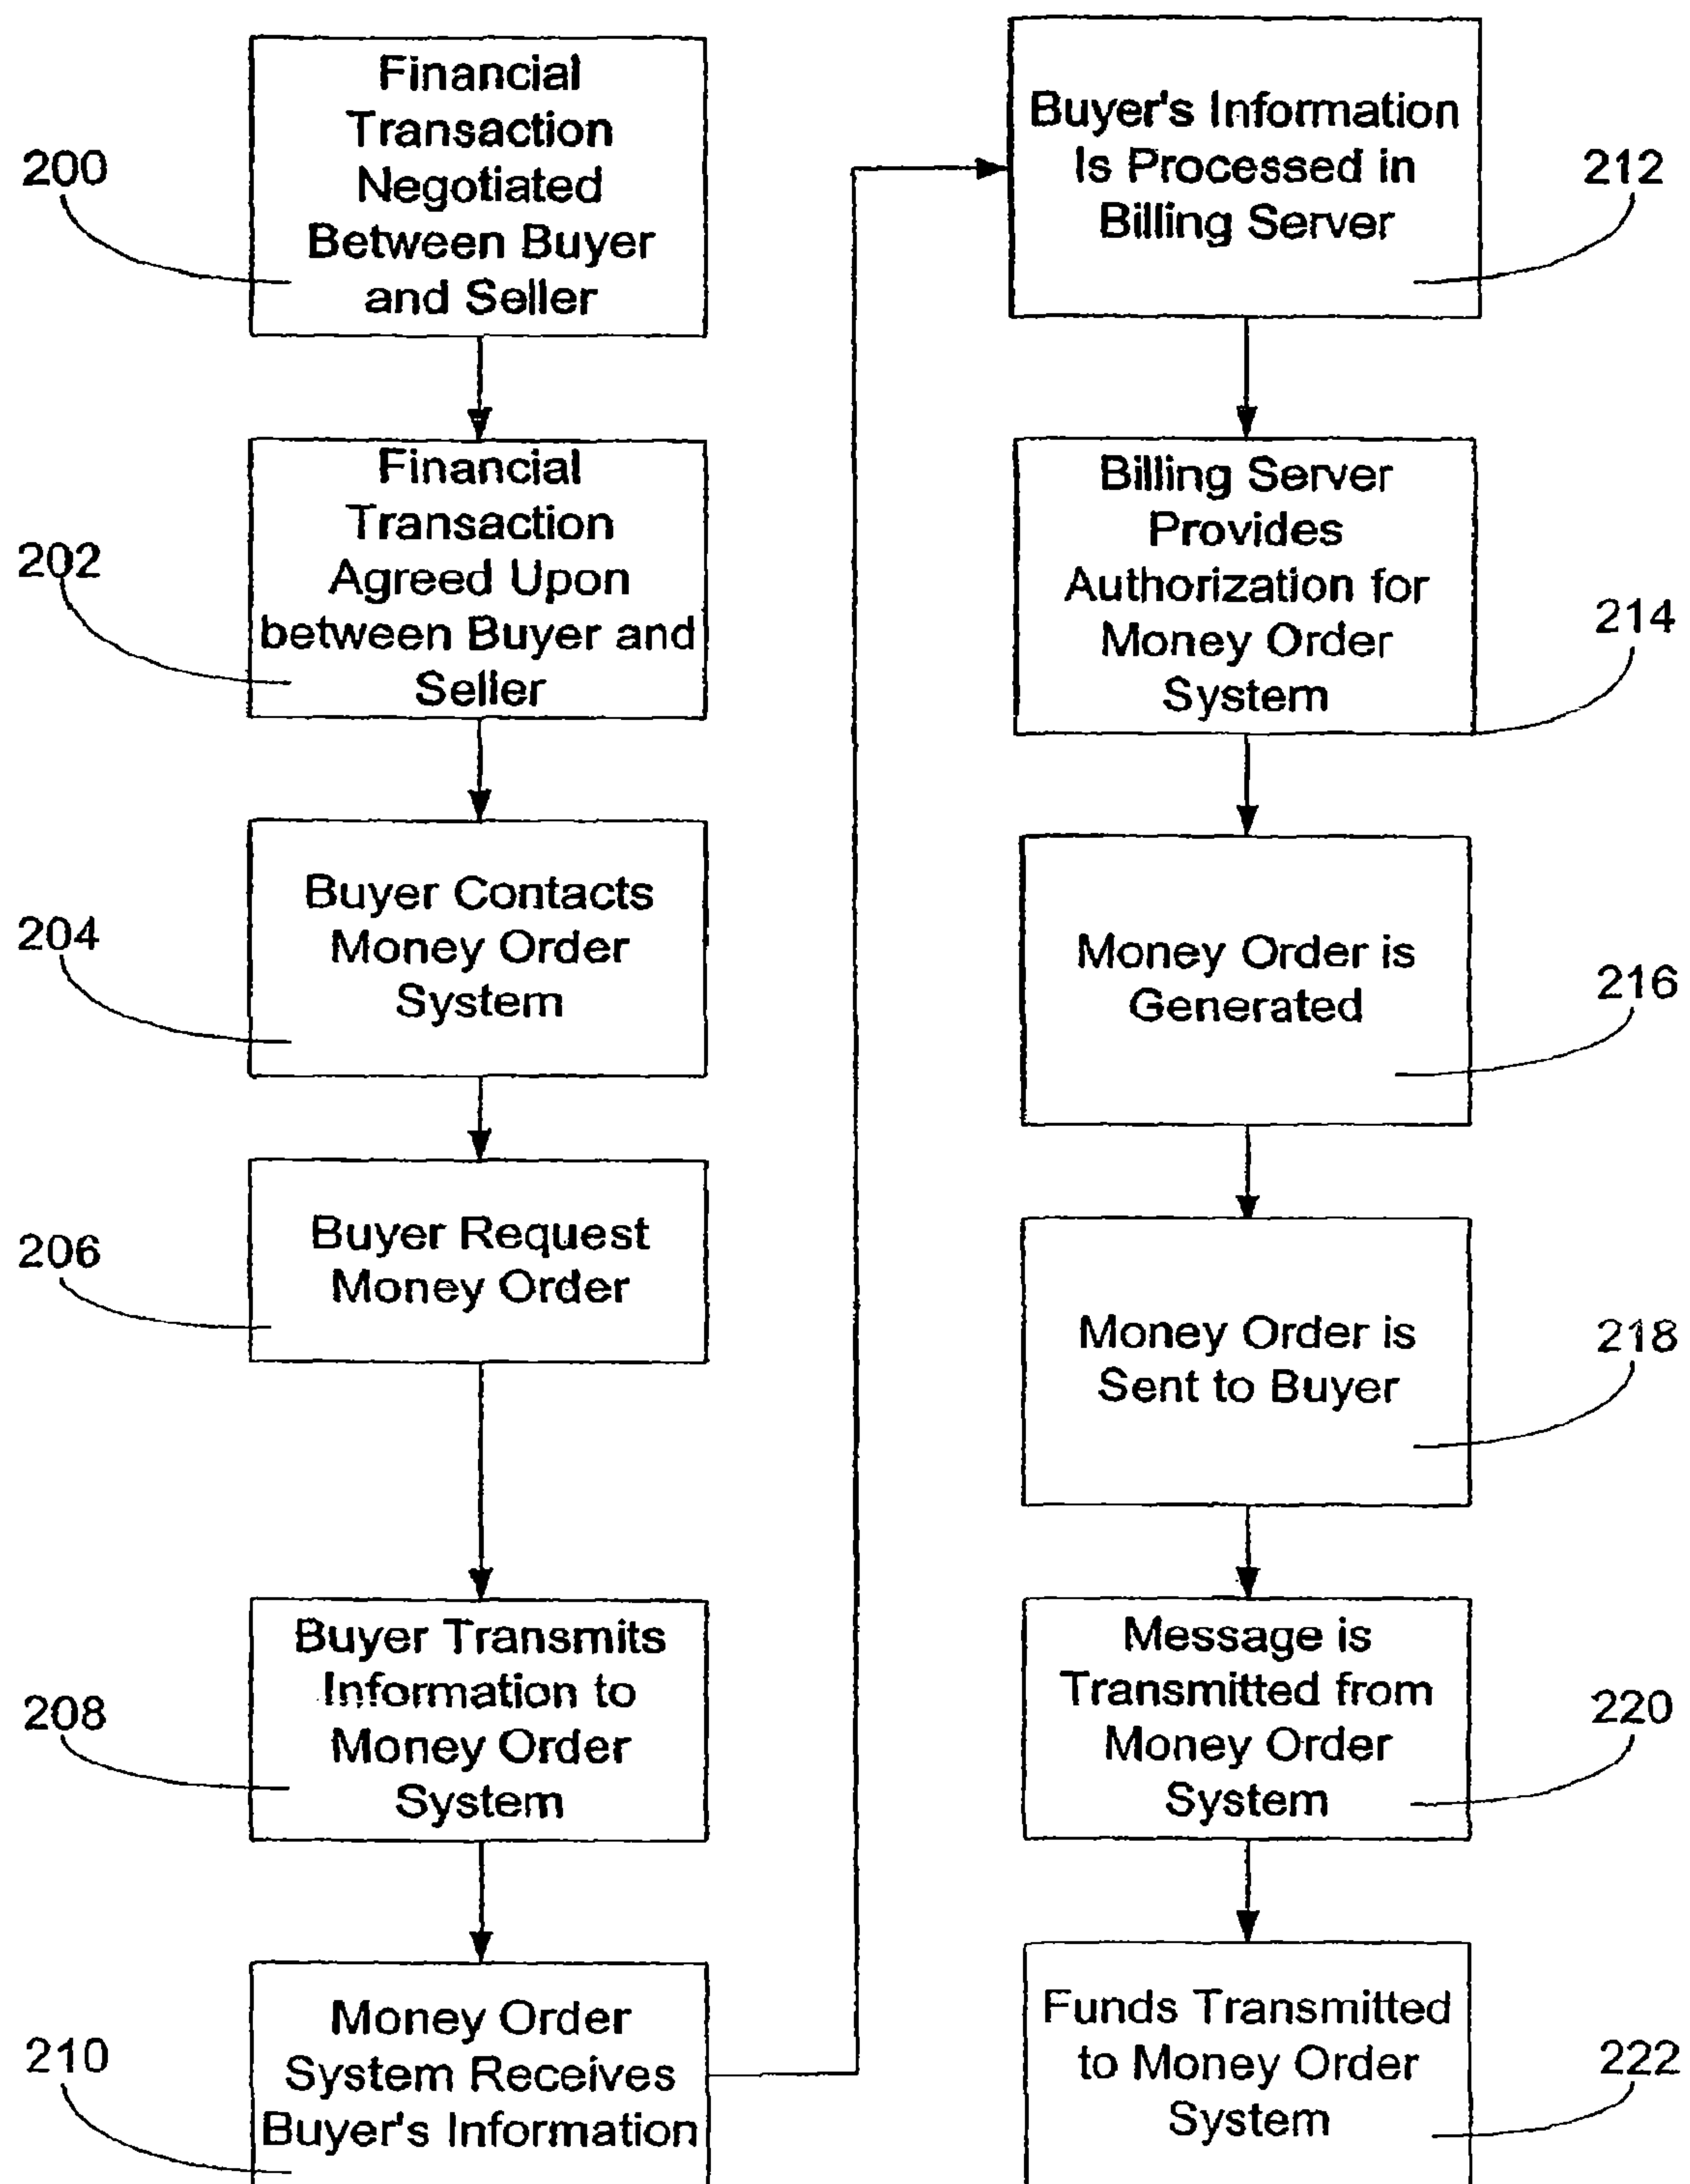 200
Financial
Transaction
Negotiated
Between Buyer
and Seller
202
Financial
Transaction
Agreed Upon
between Buyer and
Seller
204
Buyer Contacts
Money Order
System
206
Buyer Request
Money Order
208
Buyer Transmits
Information to
Money Order
System
210
Money Order
System Receives
Buyer's Information
Buyer's Information
Is Processed in
Billing Server
212
Billing Server
Provides
Authorization for
Money Order
System
214
Money Order is
Generated
216
Money Order is
Sent to Buyer
218
Message is
Transmitted from
Money Order
System
220
Funds Transmitted
to Money Order
System
222